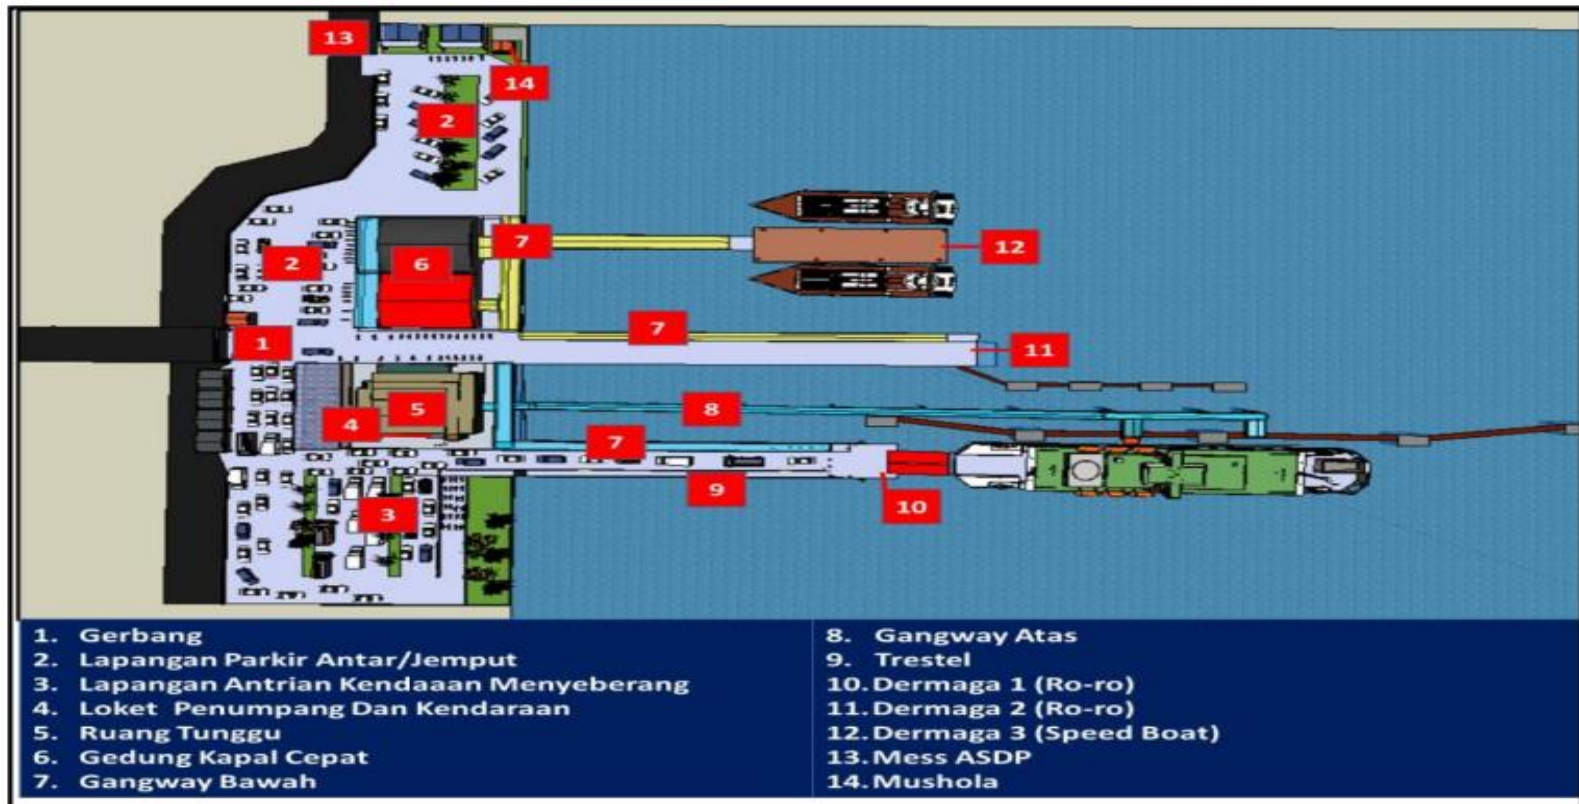 13
14
2
7
12
2
6
7
1
11
8
5
4
7
9
10
3
1. Gerbang
2. Lapangan Parkir Antar/Jemput
3. Lapangan Antrian Kendaaan Menyeberang
4. Loket Penumpang Dan Kendaraan
5. Ruang Tunggu
6. Gedung Kapal Cepat
7. Gangway Bawah
8. Gangway Atas
9. Trestel
10. Dermaga 1 (Ro-ro)
11. Dermaga 2 (Ro-ro)
12. Dermaga 3 (Speed Boat)
13. Mess ASDP
14. Mushola